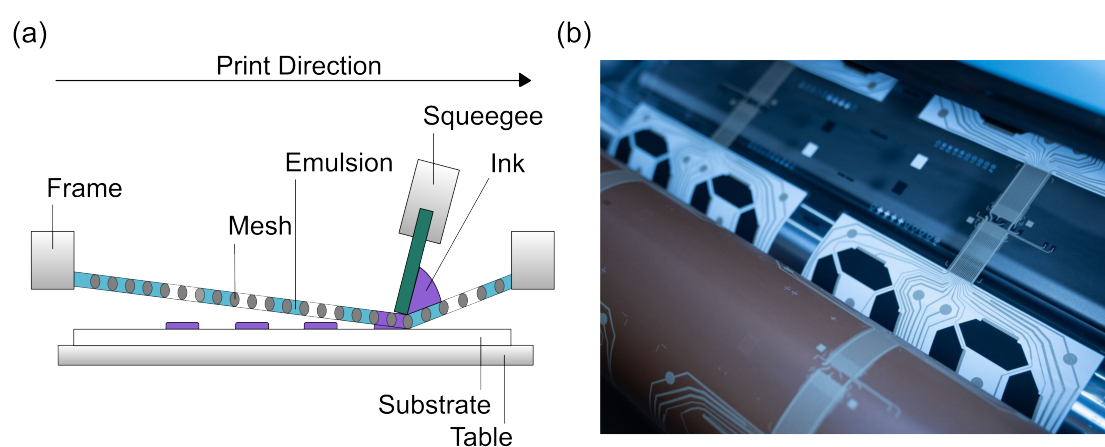 (a)
(b)
Print Direction
Squeegee
Emulsion
Ink
Frame
Mesh
Substrate
Table